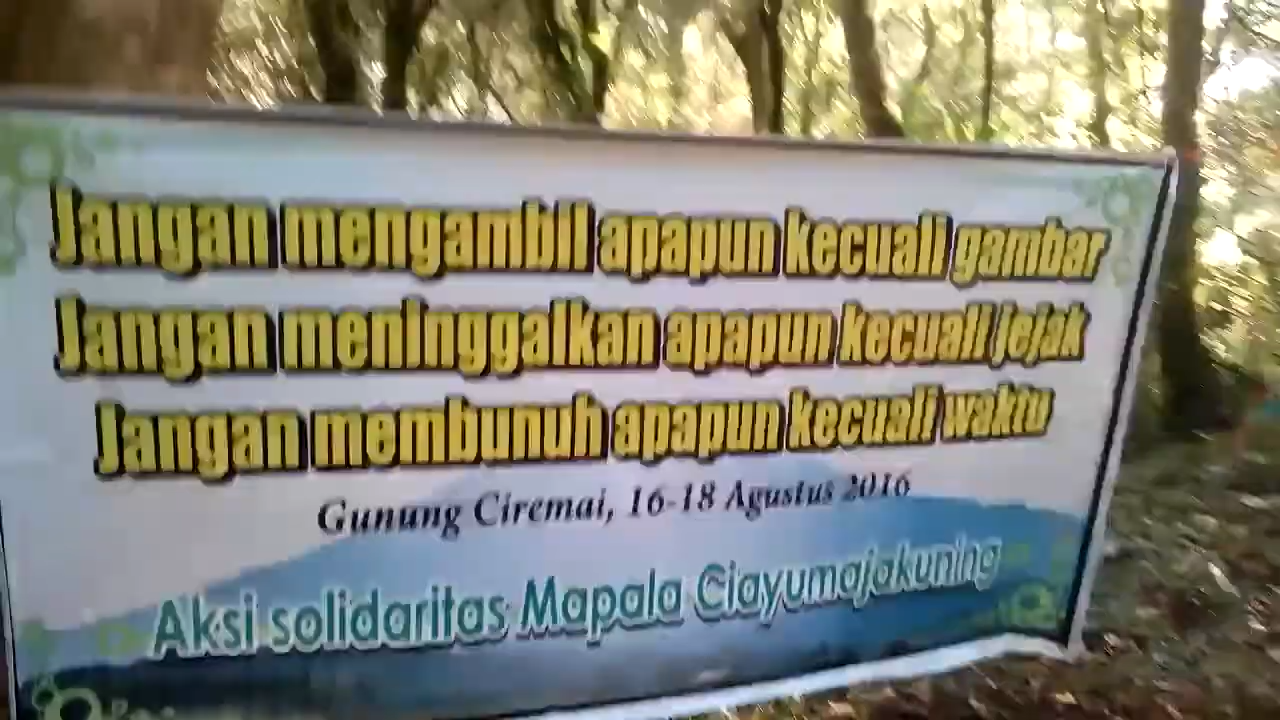 Jangan mengambil apapun kecuali gambar
Jangan meninggalkan apapun kecuali jejak
Jangan membunuh apapun kecuali waktu
Gunung Ciremai, 16-18 Agustus 2016
Aksi solidaritas Mapala Ciayumajakuning